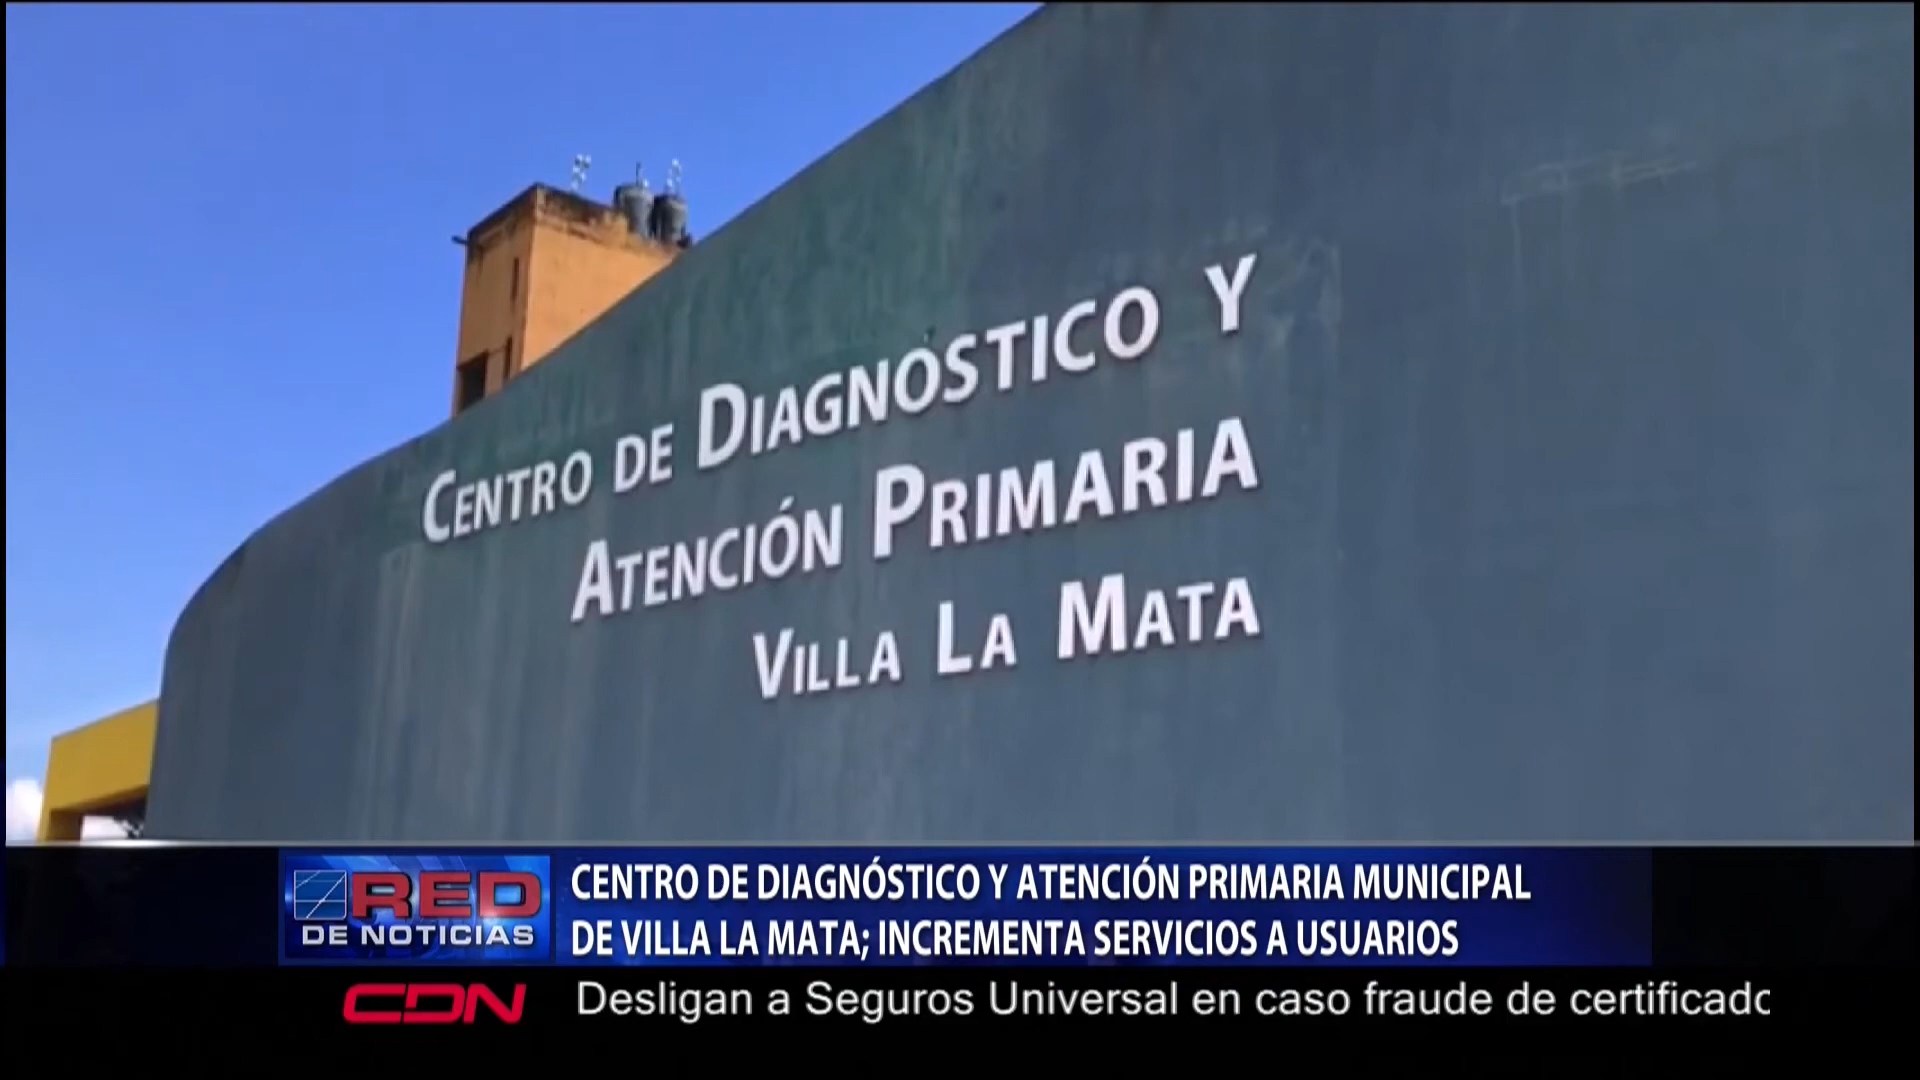 CENTRO DE DIAGNÓSTICO Y
ATENCIÓN PRIMARIA
VILLA LA MATA
RED
DE NOTICIAS
CENTRO DE DIAGNÓSTICO Y ATENCIÓN PRIMARIA MUNICIPAL
DE VILLA LA MATA; INCREMENTA SERVICIOS A USUARIOS
CDN
Desligan a Seguros Universal en caso fraude de certificado